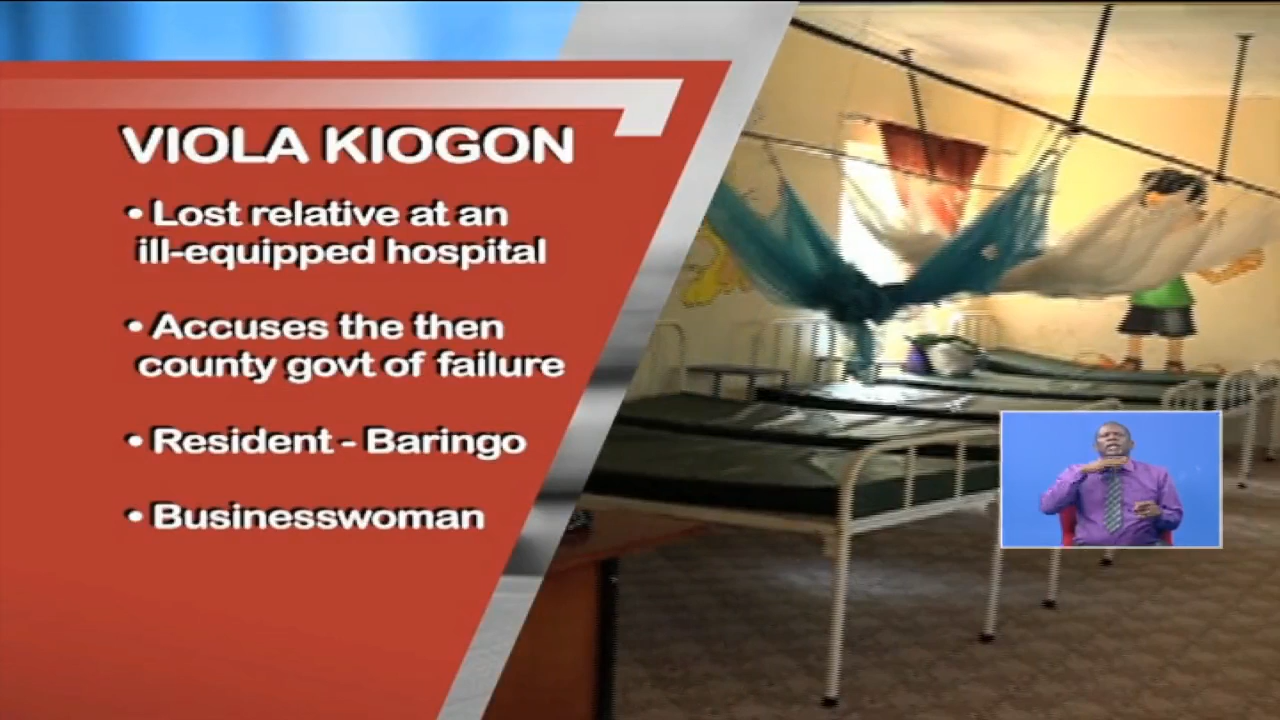 VIOLA KIOGON
• Lost relative at an
ill-equipped hospital
• Accuses the then
county govt of failure
• Resident - Baringo
• Businesswoman